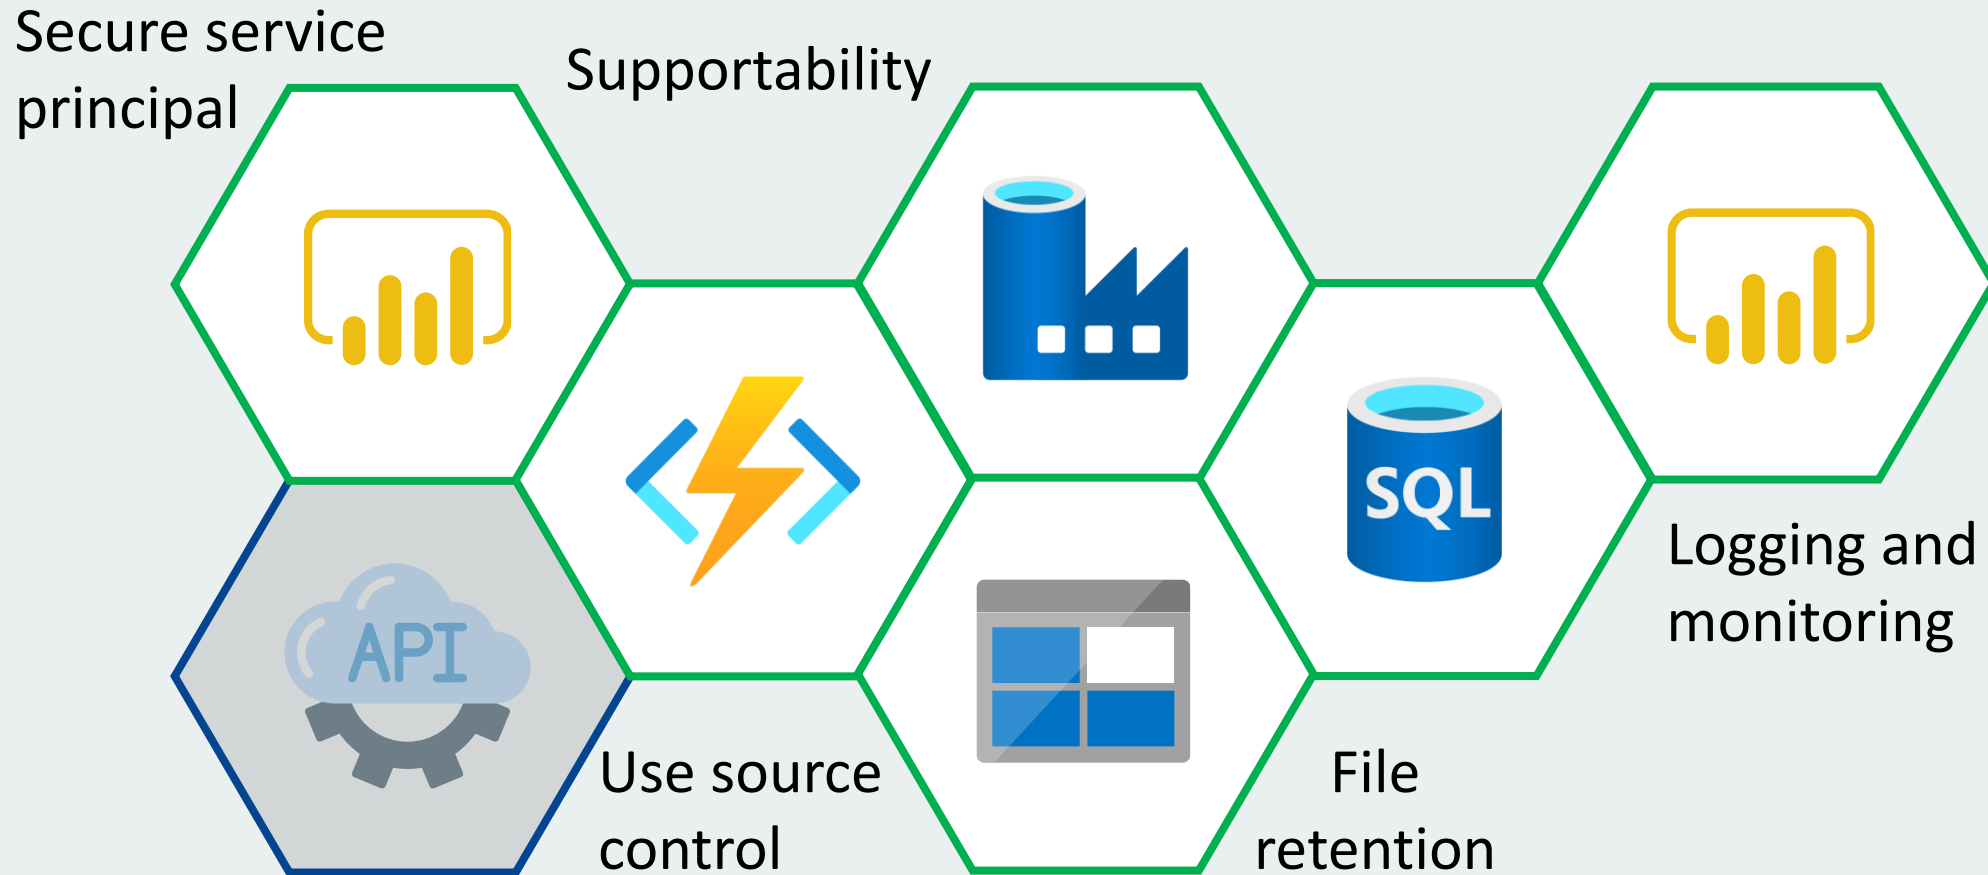 Secure service
principal
Supportability
SQL
Logging and
monitoring
API
Use source
control
File
retention